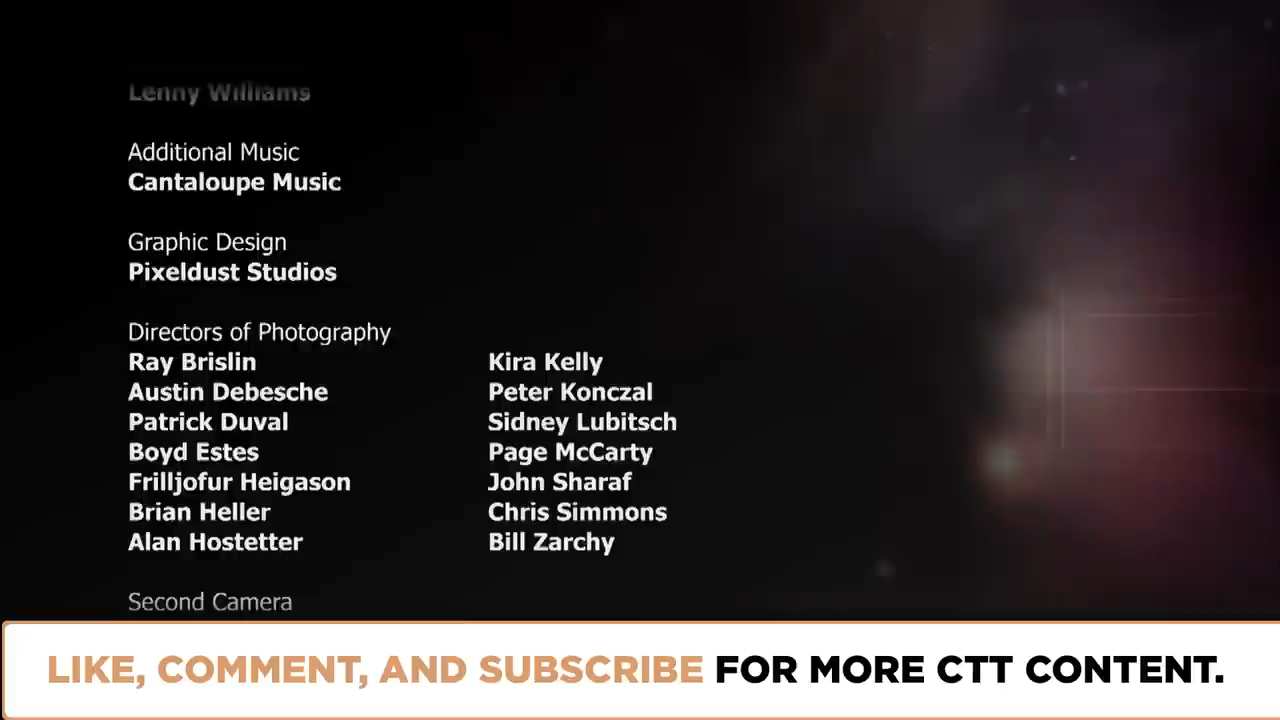 Lenny Williams
Additional Music
Cantaloupe Music
Graphic Design
Pixeldust Studios
Directors of Photography
Ray Brislin
Austin Debesche
Patrick Duval
Boyd Estes
Frilljofur Heigason
Brian Heller
Alan Hostetter
Kira Kelly
Peter Konczal
Sidney Lubitsch
Page McCarty
John Sharaf
Chris Simmons
Bill Zarchy
Second Camera
LIKE, COMMENT, AND SUBSCRIBE FOR MORE CTT CONTENT.